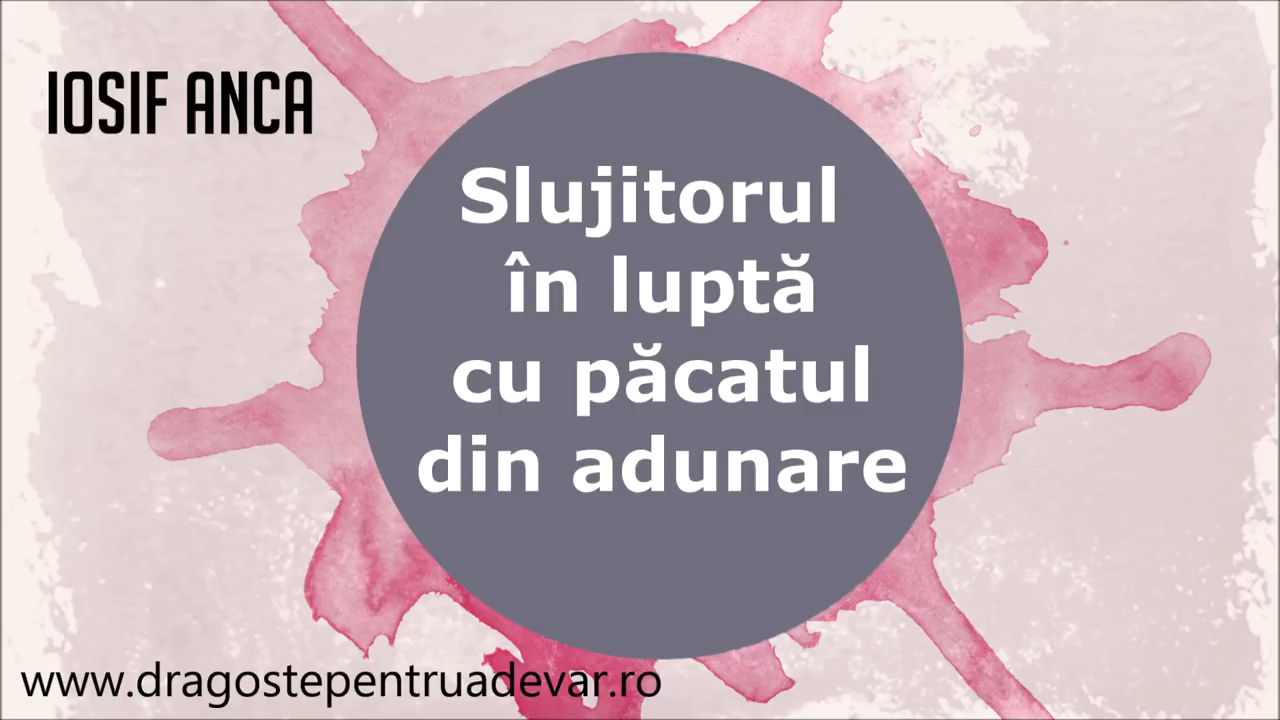 IOSIF ANCA
Slujitorul
în luptă
cu păcatul
din adunare
www.dragostepentruadevar.ro